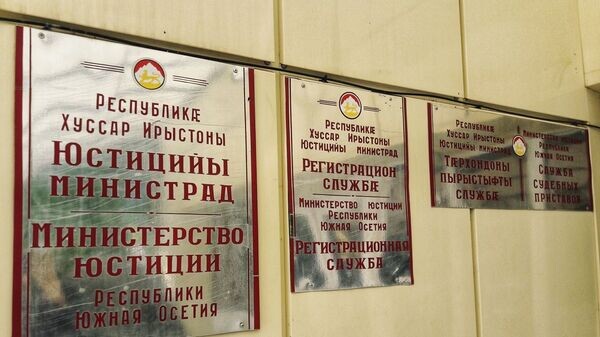 Республикæ
Хуссар Ирыстоны
Юстицийы
министрад
Министерство
юстиции
Республики
Южная Осетия
Республикæ
Хуссар Ирыстоны
Юстицийы министрад
Регистрацион
службæ
Министерство юстиции
Республики
Южная Осетия
Регистрационная
служба
Республикæ
Хуссар Ирыстоны
Юстицийы министрад
Тæрхондоны
пырыстыфты
службæ
Министерство юстиции
Республики
Южная Осетия
Служба
судебных
приставов